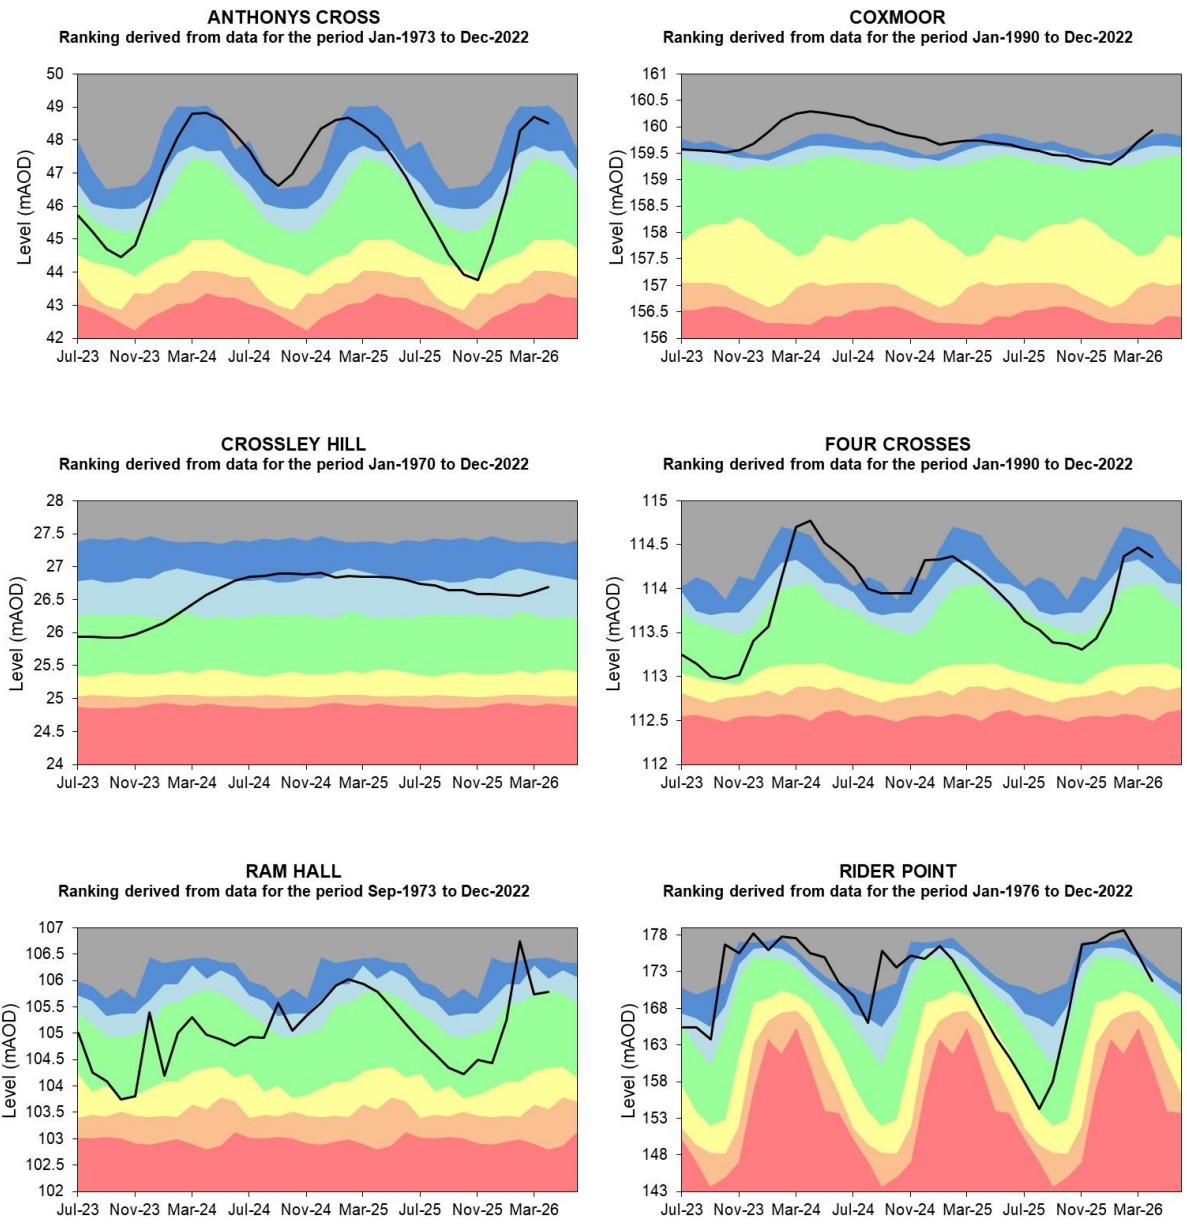 ANTHONYS CROSS
Ranking derived from data for the period Jan-1973 to Dec-2022
Level (mAOD)
50
49
48
47
46
45
44
43
42
Jul-23 Nov-23 Mar-24 Jul-24 Nov-24 Mar-25 Jul-25 Nov-25 Mar-26
COXMOOR
Ranking derived from data for the period Jan-1990 to Dec-2022
Level (mAOD)
161
160.5
160
159.5
159
158.5
158
157.5
157
156.5
156
Jul-23 Nov-23 Mar-24 Jul-24 Nov-24 Mar-25 Jul-25 Nov-25 Mar-26
CROSSLEY HILL
Ranking derived from data for the period Jan-1970 to Dec-2022
Level (mAOD)
28
27.5
27
26.5
26
25.5
25
24.5
24
Jul-23 Nov-23 Mar-24 Jul-24 Nov-24 Mar-25 Jul-25 Nov-25 Mar-26
FOUR CROSSES
Ranking derived from data for the period Jan-1990 to Dec-2022
Level (mAOD)
115
114.5
114
113.5
113
112.5
112
Jul-23 Nov-23 Mar-24 Jul-24 Nov-24 Mar-25 Jul-25 Nov-25 Mar-26
RAM HALL
Ranking derived from data for the period Sep-1973 to Dec-2022
Level (mAOD)
107
106.5
106
105.5
105
104.5
104
103.5
103
102.5
102
Jul-23 Nov-23 Mar-24 Jul-24 Nov-24 Mar-25 Jul-25 Nov-25 Mar-26
RIDER POINT
Ranking derived from data for the period Jan-1976 to Dec-2022
Level (mAOD)
178
173
168
163
158
153
148
143
Jul-23 Nov-23 Mar-24 Jul-24 Nov-24 Mar-25 Jul-25 Nov-25 Mar-26